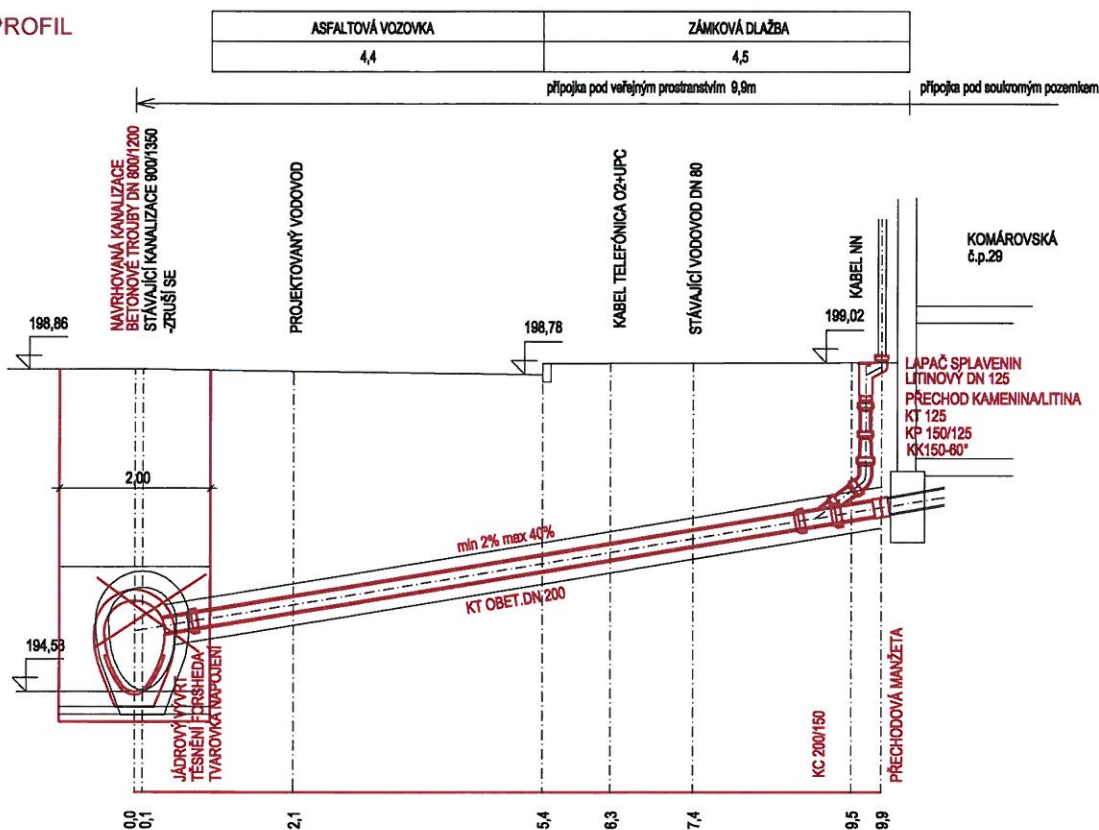 PROFIL
ASFALTOVÁ VOZOVKA
ZÁMKOVÁ DLAŽBA
4,4
4,5
přípojka pod veřejným prostranstvím 9,9m
přípojka pod soukromým pozemkem
NAVRHOVANÁ KANALIZACE
BETONOVÉ TROUBY DN 800/1200
STÁVAJÍCÍ KANALIZACE 900/1350
-ZRUŠÍ SE
PROJEKTOVANÝ VODOVOD
KABEL TELEFÓNICA O2+UPC
STÁVAJÍCÍ VODOVOD DN 80
KABEL NN
KOMÁROVSKÁ
č.p.29
198,86
198,78
199,02
LAPAČ SPLAVENIN
LITINOVÝ DN 125
PŘECHOD KAMENINA/LITINA
KT 125
KP 150/125
KK150-60°
2,00
min 2% max 40%
KT OBET.DN 200
194,53
JÁDROVÝ VÝVRT
TĚSNĚNÍ FORSHEDA
TVAROVKA NAPOJENÍ
KC 200/150
PŘECHODOVÁ MANŽETA
0,0
0,1
2,1
5,4
6,3
7,4
9,5
9,9